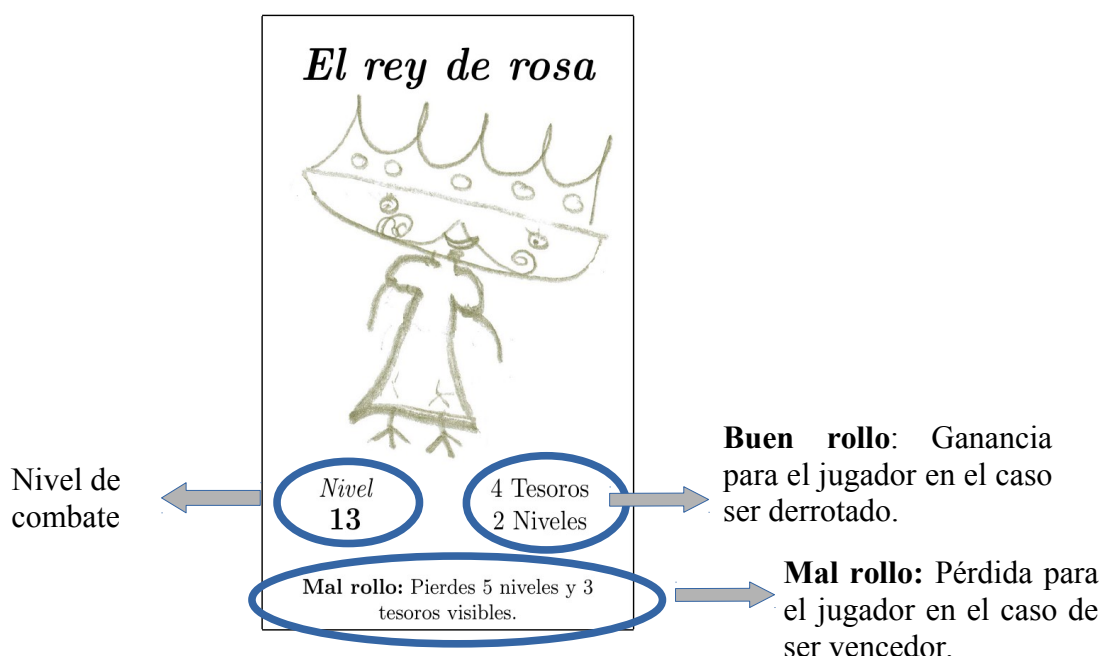 El rey de rosa
Nivel de
combate
Nivel
13
4 Tesoros
2 Niveles
Buen rollo: Ganancia
para el jugador en el caso
ser derrotado.
Mal rollo: Pierdes 5 niveles y 3
tesoros visibles.
Mal rollo: Pérdida para
el jugador en el caso de
ser vencedor.